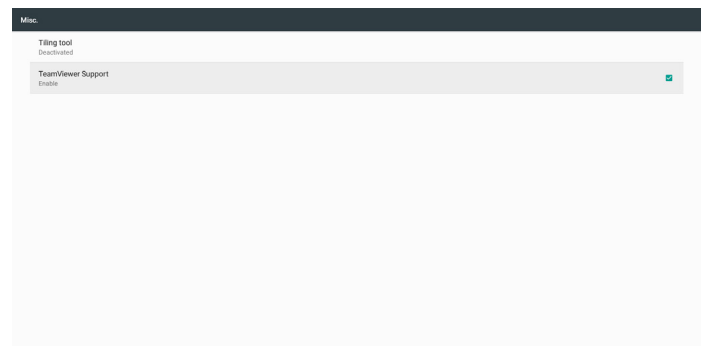 Misc.
Tiling tool
Deactivated
TeamViewer Support
Enable